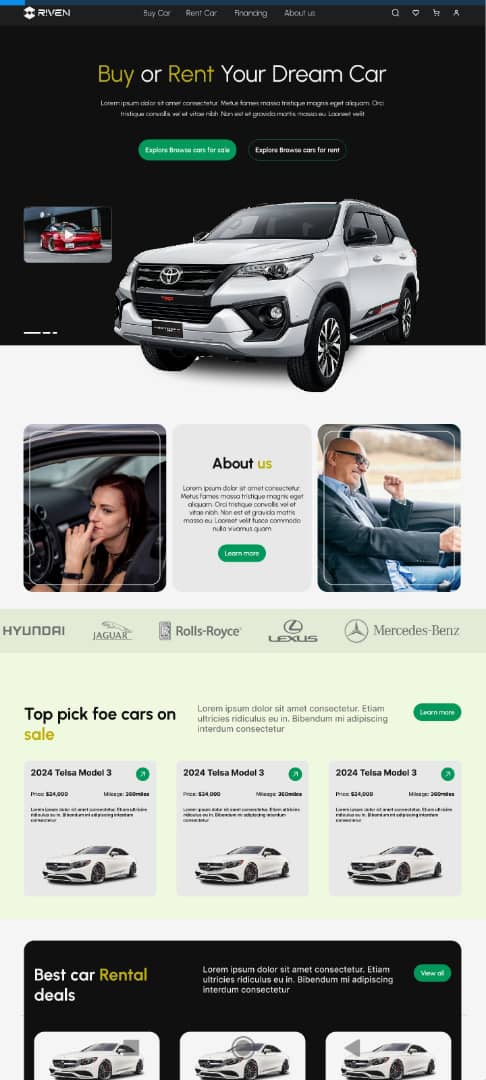 R!VEN
Buy Car Rent Car Financing About us
Buy or Rent Your Dream Car
Lorem ipsum dolor sit amet consectetur. Metus fames massa tristique magnis eget aliquam. Orci
tristique convallis vel et vitae nibh. Non est et gravida mattis massa eu. Laoreet velit
Explore Browse cars for sale
Explore Browse cars for rent
TRD
About us
Lorem ipsum dolor sit amet consectetur.
Metus fames massa tristique magnis eget
aliquam. Orci tristique convallis vel et
vitae nibh. Non est et gravida mattis
massa eu. Laoreet velit fusce commodo
nulla vivamus quam.
Learn more
HYUNDAI
JAGUAR
Rolls-Royce
LEXUS
Mercedes-Benz
Top pick foe cars on
sale
Lorem ipsum dolor sit amet consectetur. Etiam
ultricies ridiculus eu in. Bibendum mi adipiscing
interdum consectetur
Learn more
2024 Telsa Model 3
Price: $24,000 Mileage: 360miles
Lorem ipsum dolor sit amet consectetur. Etiam ultricies
ridiculus eu in. Bibendum mi adipiscing interdum
consectetur
2024 Telsa Model 3
Price: $24,000 Mileage: 360miles
Lorem ipsum dolor sit amet consectetur. Etiam ultricies
ridiculus eu in. Bibendum mi adipiscing interdum
consectetur
2024 Telsa Model 3
Price: $24,000 Mileage: 360miles
Lorem ipsum dolor sit amet consectetur. Etiam ultricies
ridiculus eu in. Bibendum mi adipiscing interdum
consectetur
Best car Rental
deals
Lorem ipsum dolor sit amet consectetur. Etiam
ultricies ridiculus eu in. Bibendum mi adipiscing
interdum consectetur
View all